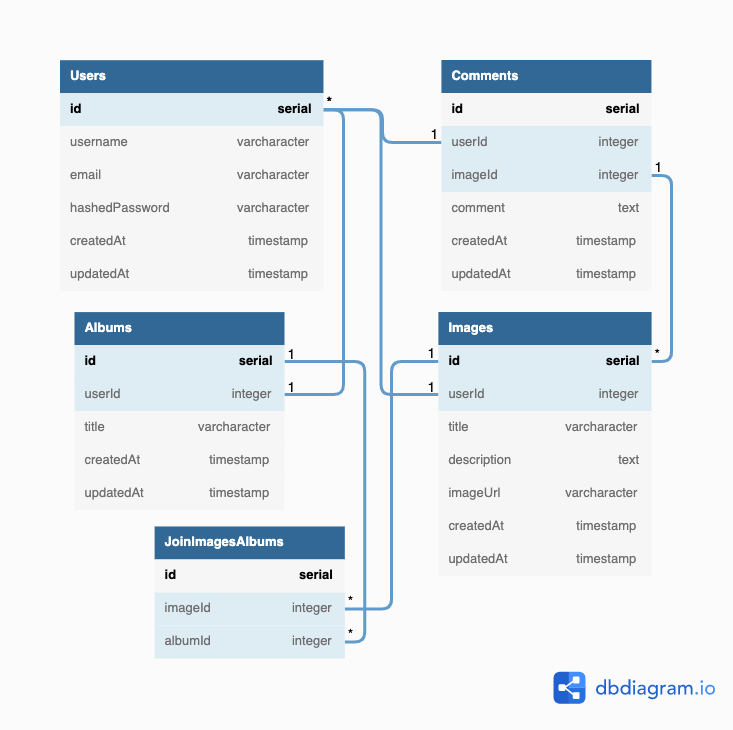 Users
id serial
username varcharacter
email varcharacter
hashedPassword varcharacter
createdAt timestamp
updatedAt timestamp
*
Comments
id serial
1 userId integer
imageId integer 1
comment text
createdAt timestamp
updatedAt timestamp
Albums
id serial 1
userId integer 1
title varcharacter
createdAt timestamp
updatedAt timestamp
Images
1 id serial *
1 userId integer
title varcharacter
description text
imageUrl varcharacter
createdAt timestamp
updatedAt timestamp
JoinImagesAlbums
id serial
imageId integer *
albumId integer *
dbdiagram.io